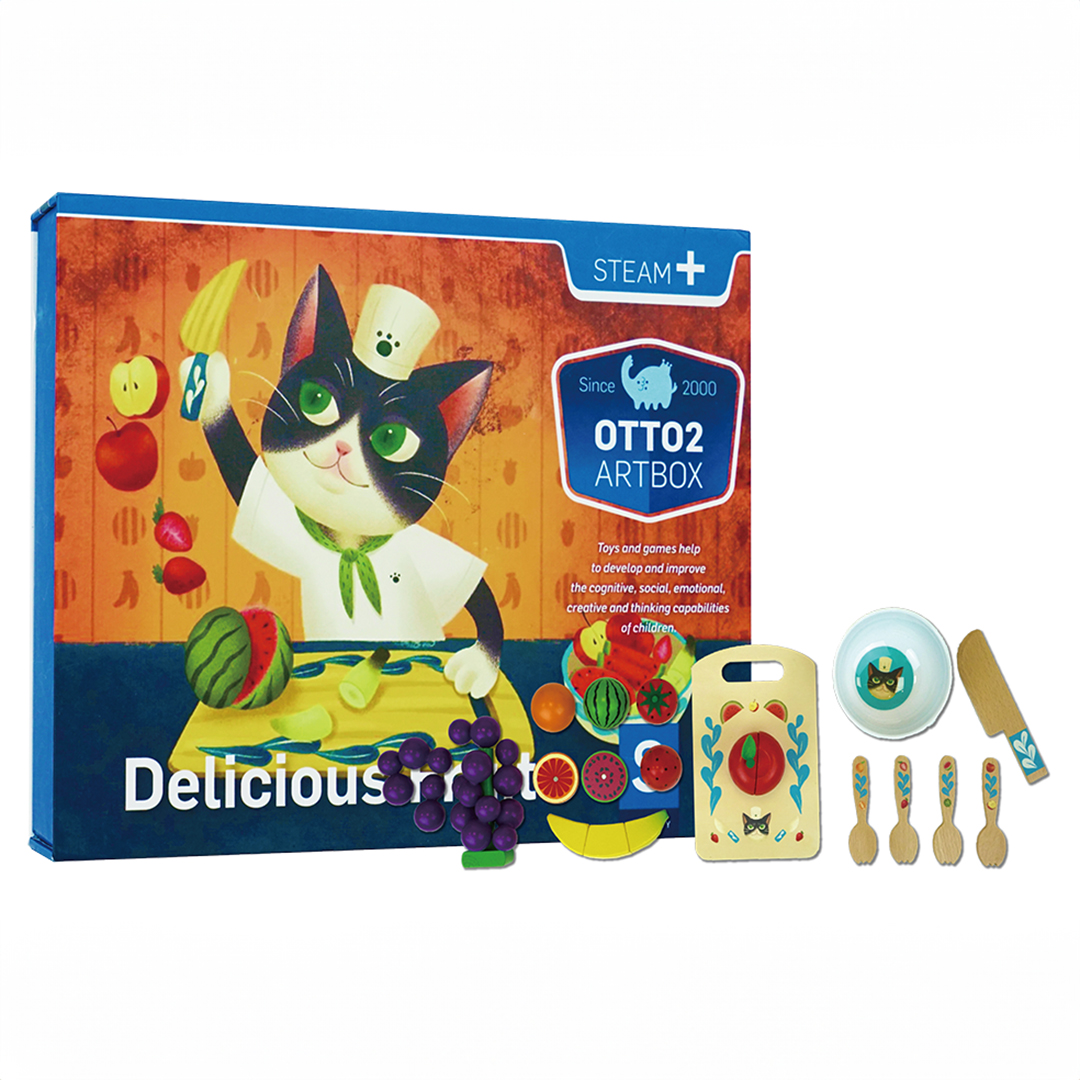 STEAM+
Since 2000
OTTO2
ARTBOX
Toys and games help
to develop and improve
the cognitive, social, emotional,
creative and thinking capabilities
of children.
Delicious